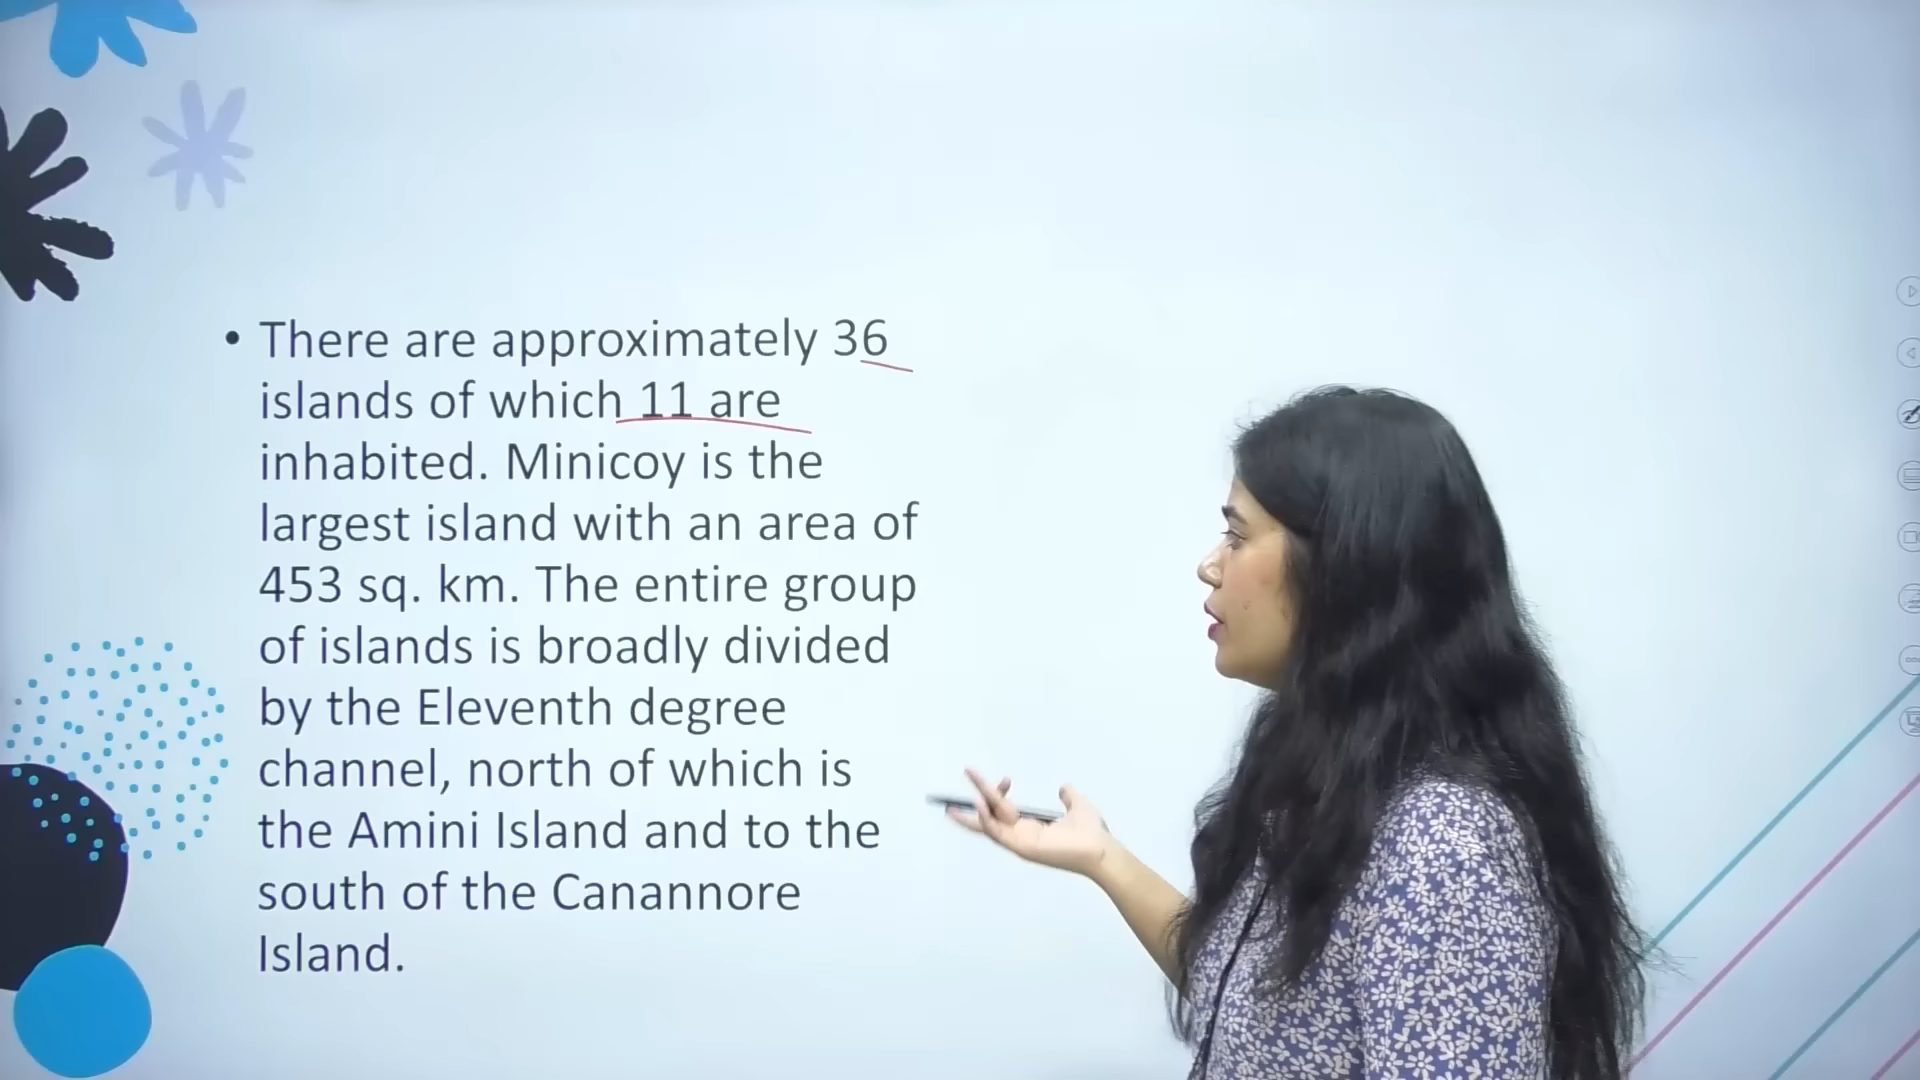 • There are approximately 36
islands of which 11 are
inhabited. Minicoy is the
largest island with an area of
453 sq. km. The entire group
of islands is broadly divided
by the Eleventh degree
channel, north of which is
the Amini Island and to the
south of the Canannore
Island.